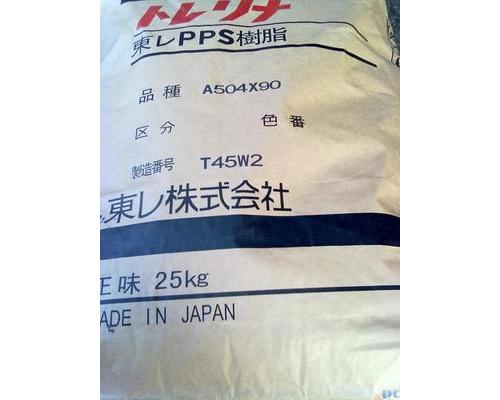 トレリナ
東レPPS樹脂
品種 A504X90
区分 色番
製造番号 T45W2
東レ株式会社
正味 25kg
MADE IN JAPAN